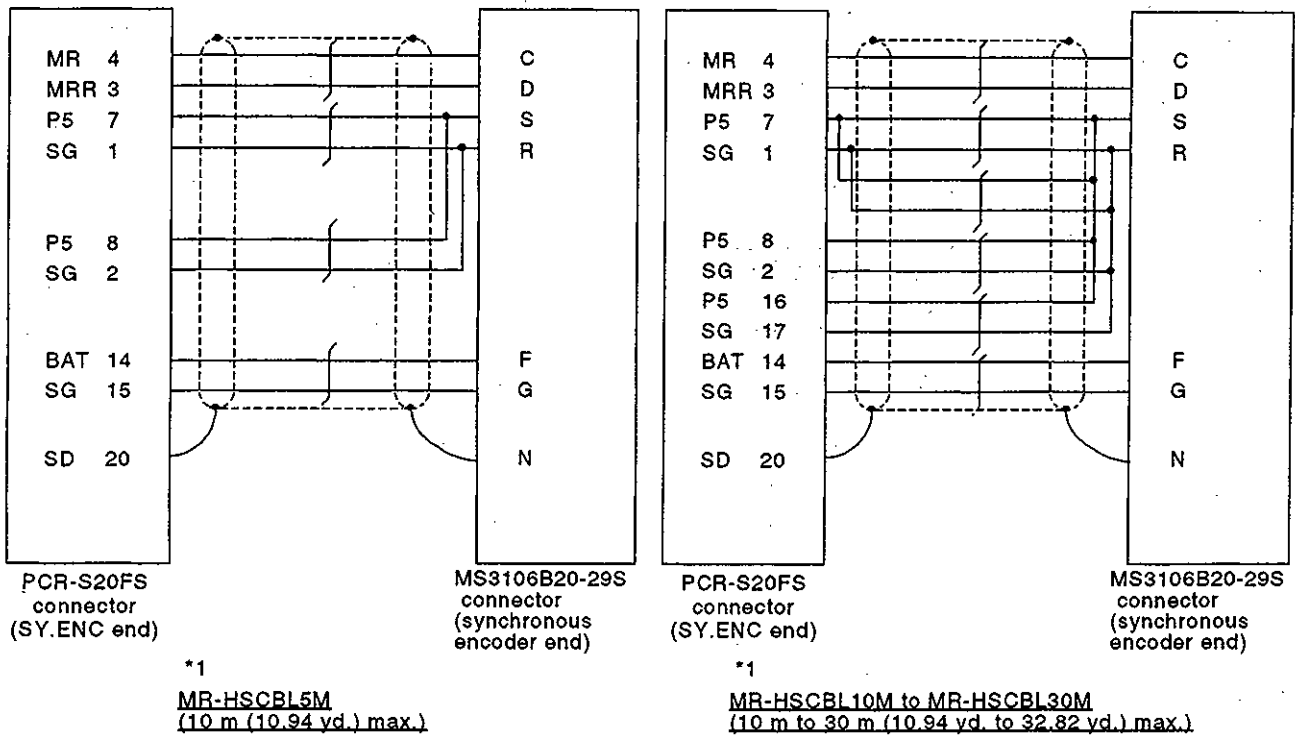 MR 4 C
MRR 3 D
P5 7 S
SG 1 R
P5 8
SG 2
BAT 14 F
SG 15 G
SD 20 N
PCR-S20FS
connector
(SY.ENC end)
MS3106B20-29S
connector
(synchronous
encoder end)
*1
MR-HSCBL5M
(10 m (10.94 yd.) max.)
MR 4 C
MRR 3 D
P5 7 S
SG 1 R
P5 8
SG 2
P5 16
SG 17
BAT 14 F
SG 15 G
SD 20 N
PCR-S20FS
connector
(SY.ENC end)
MS3106B20-29S
connector
(synchronous
encoder end)
*1
MR-HSCBL10M to MR-HSCBL30M
(10 m to 30 m (10.94 yd. to 32.82 yd.) max.)